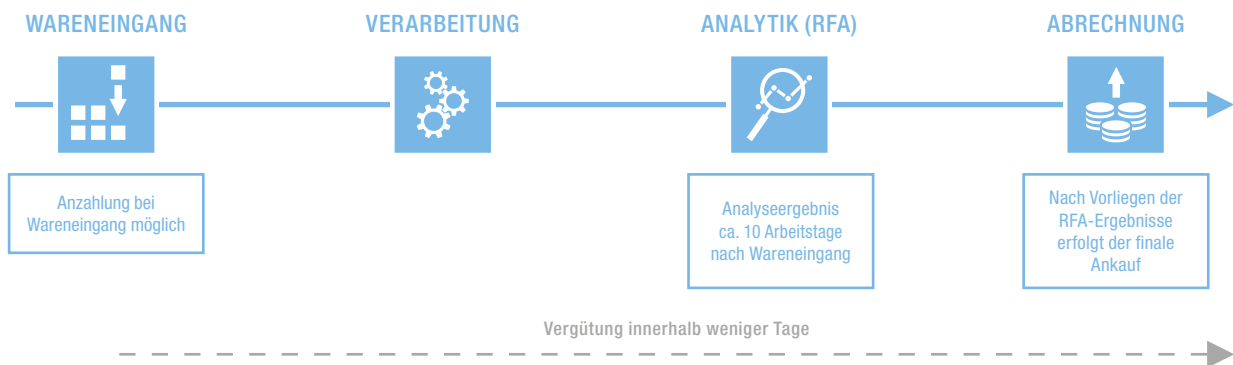 WARENEINGANG
VERARBEITUNG
ANALYTIK (RFA)
ABRECHNUNG
Anzahlung bei
Wareneingang möglich
Analyseergebnis
ca. 10 Arbeitstage
nach Wareneingang
Nach Vorliegen der
RFA-Ergebnisse
erfolgt der finale
Ankauf
Vergütung innerhalb weniger Tage